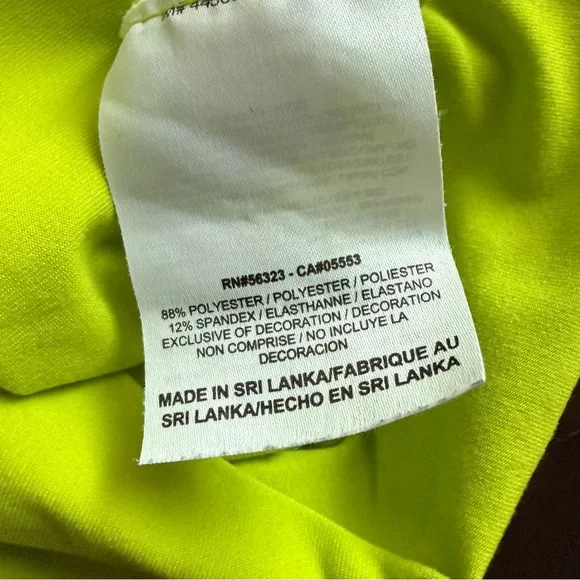 RN#56323 - CA#05553
88% POLYESTER / POLYESTER / POLIESTER
12% SPANDEX / ELASTHANNE / ELASTANO
EXCLUSIVE OF DECORATION / DECORATION
NON COMPRISE / NO INCLUYE LA
DECORACION
MADE IN SRI LANKA/FABRIQUE AU
SRI LANKA/HECHO EN SRI LANKA